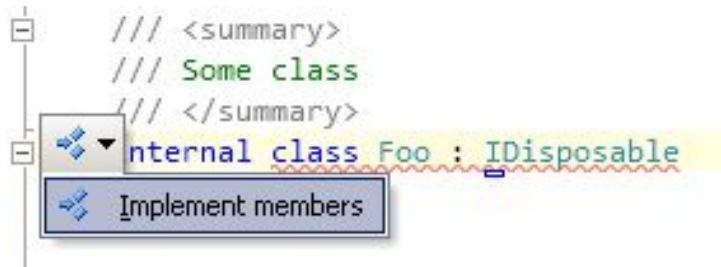 /// <summary>
/// Some class
/// </summary>
nternal class Foo : IDisposable
Implement members